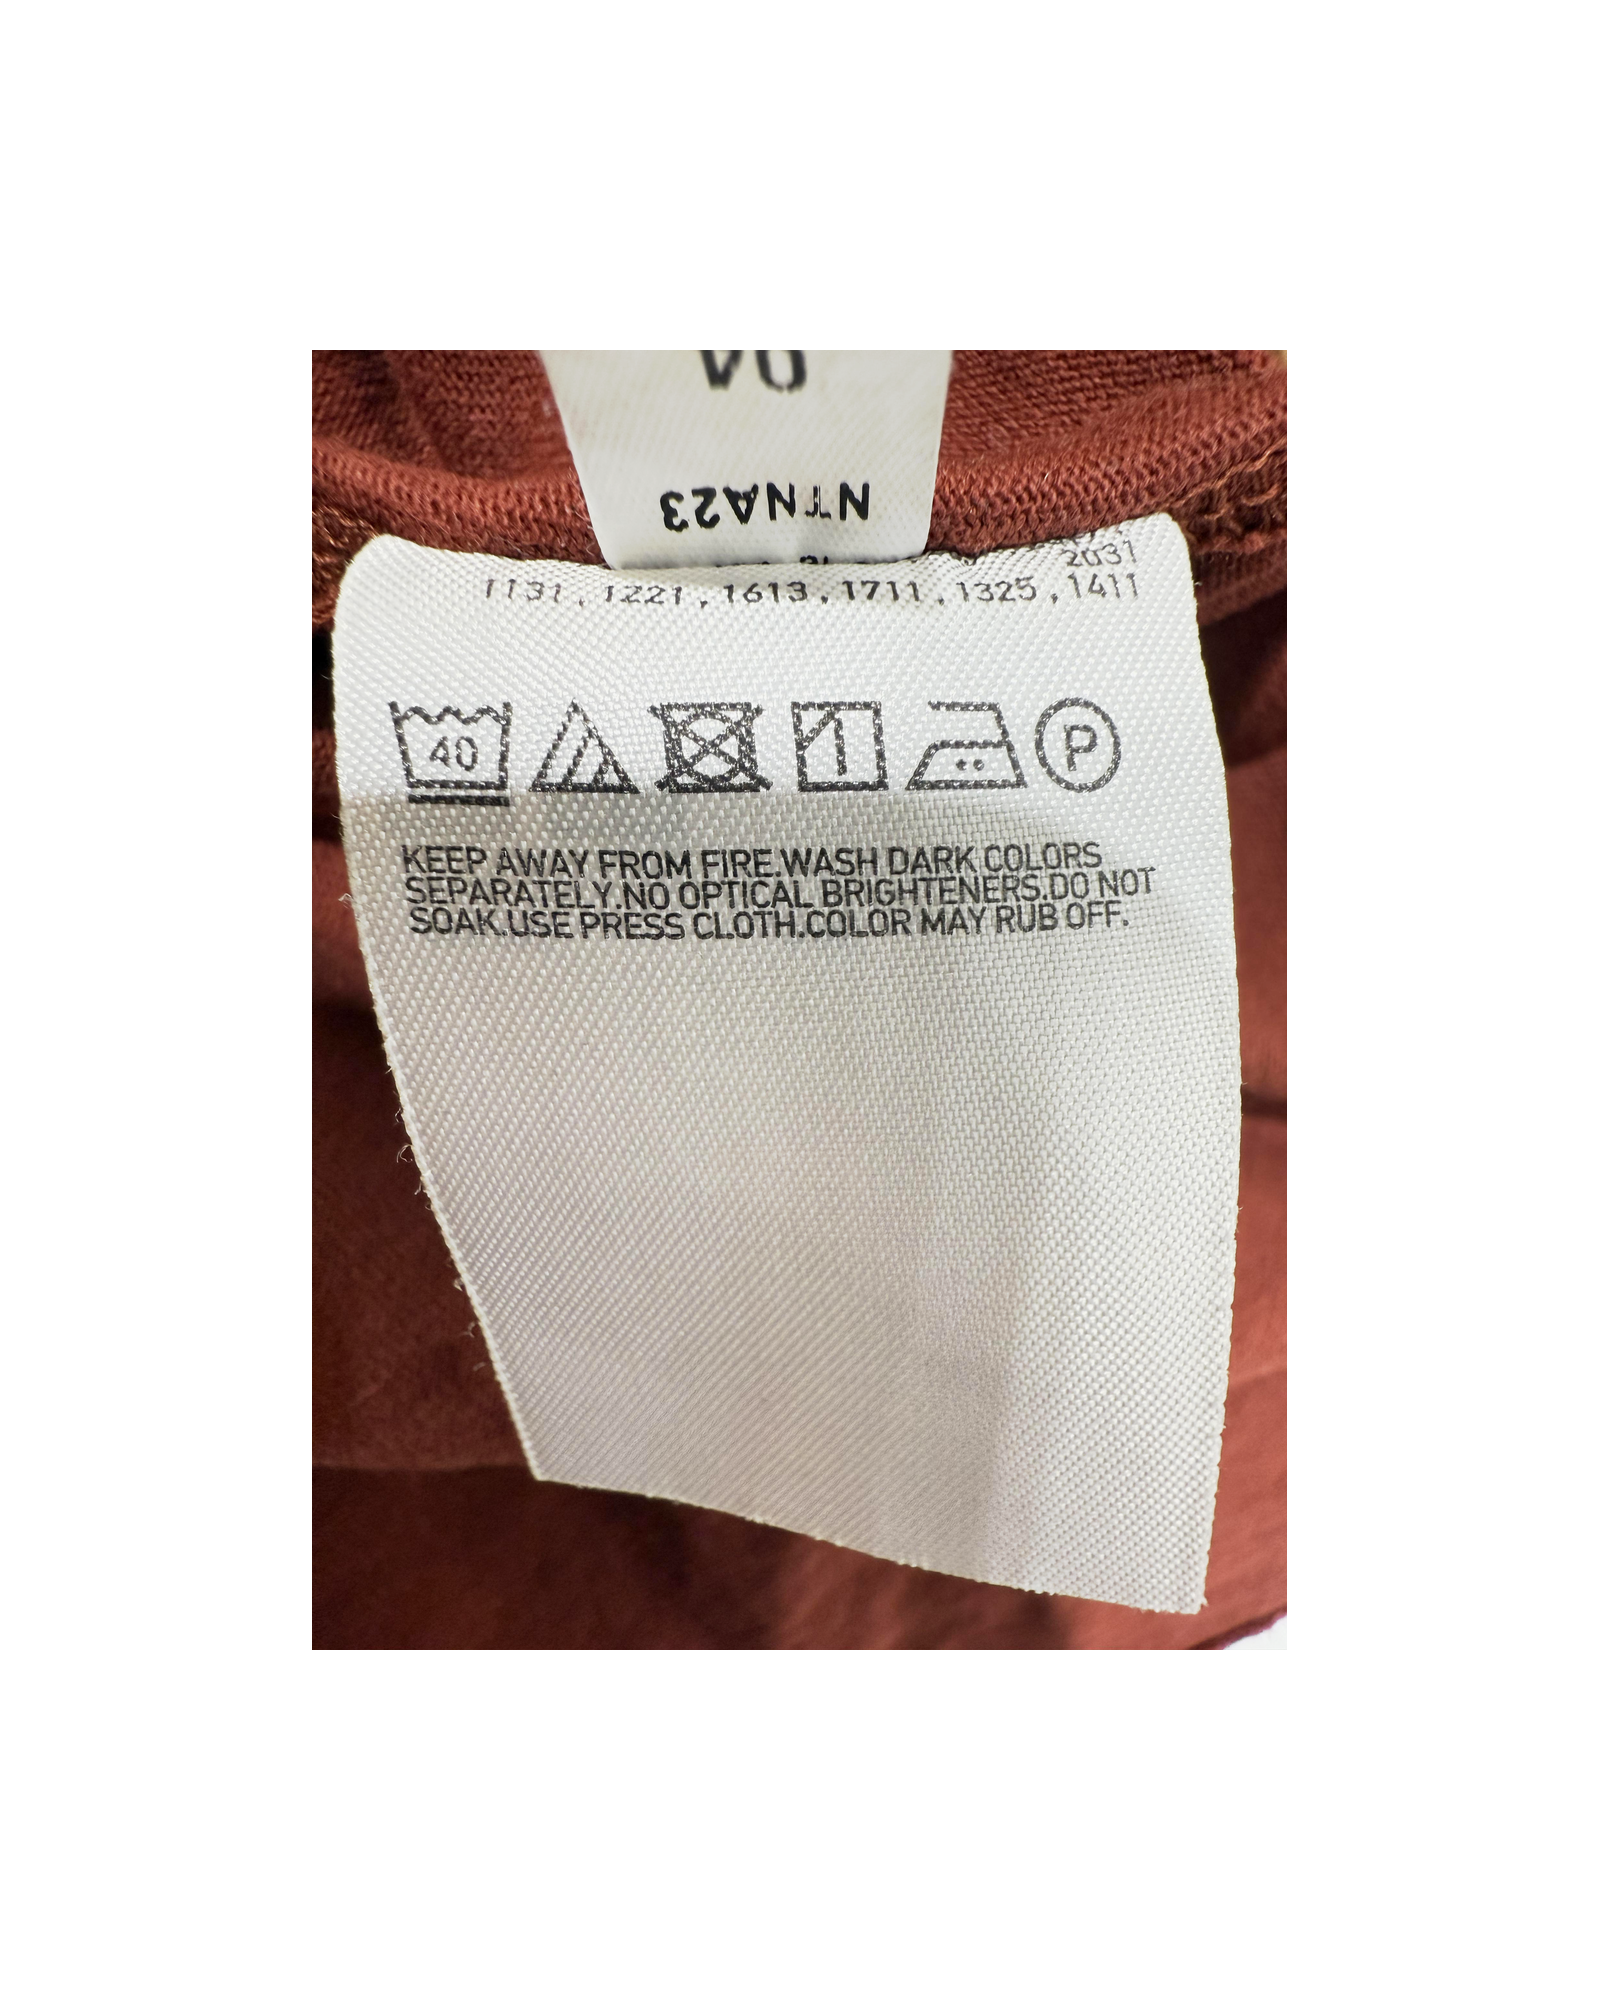 NTNA23
2031
1131, 1221, 1613, 1711, 1325, 1411
40
P
KEEP AWAY FROM FIRE.WASH DARK COLORS
SEPARATELY.NO OPTICAL BRIGHTENERS.DO NOT
SOAK.USE PRESS CLOTH.COLOR MAY RUB OFF.